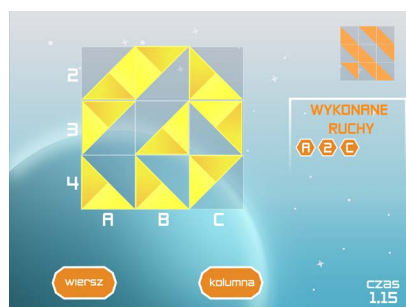 2
3
4
A B C
WYKONANE
RUCHY
A 2 C
wiersz
kolumna
czas
1.15